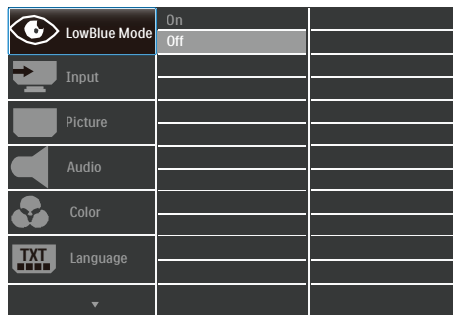 LowBlue Mode
On
Off
Input
Picture
Audio
Color
TXT
Language